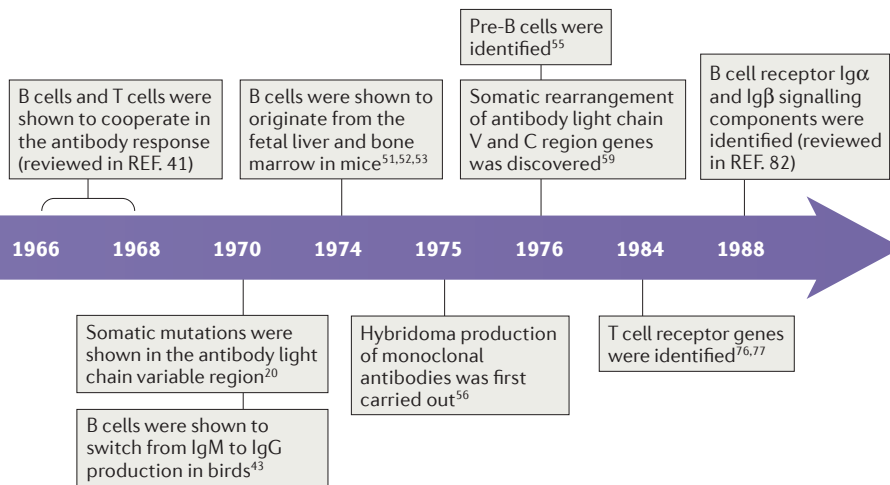 Pre-B cells were
identified55
B cells and T cells were
shown to cooperate in
the antibody response
(reviewed in REF. 41)
B cells were shown to
originate from the
fetal liver and bone
marrow in mice51,52,53
Somatic rearrangement
of antibody light chain
V and C region genes
was discovered59
B cell receptor Igα
and Igβ signalling
components were
identified (reviewed
in REF. 82)
1966 1968 1970 1974 1975 1976 1984 1988
Somatic mutations were
shown in the antibody light
chain variable region20
B cells were shown to
switch from IgM to IgG
production in birds43
Hybridoma production
of monoclonal
antibodies was first
carried out56
T cell receptor genes
were identified76,77